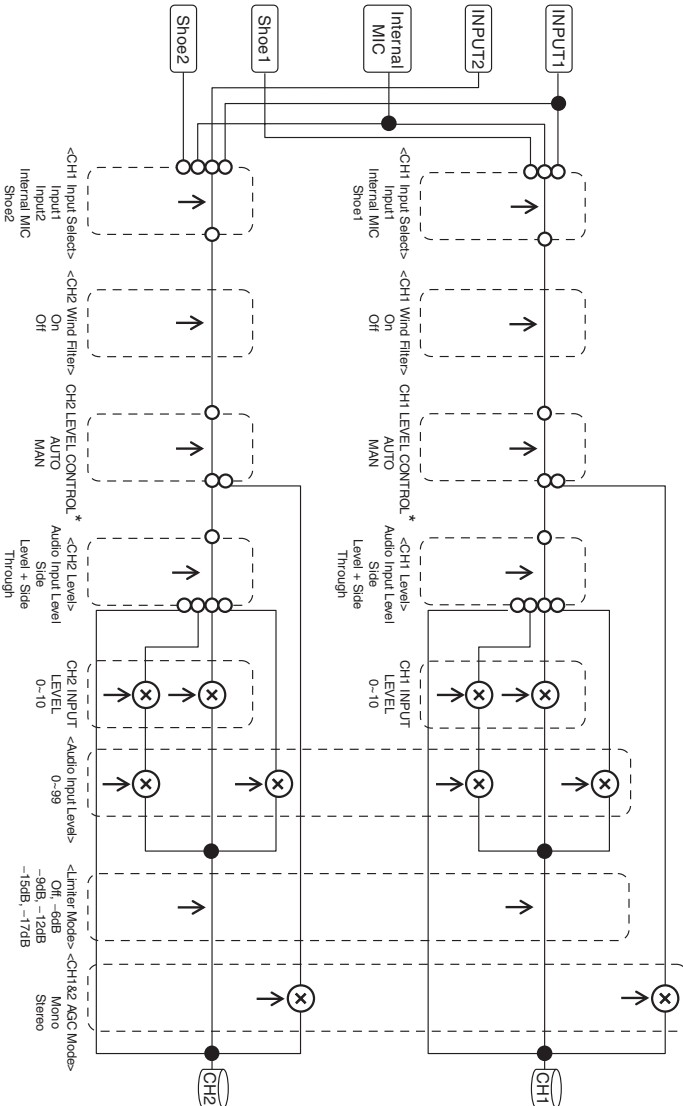 INPUT1
INPUT2
Internal
MIC
Shoe1
Shoe2
<CH1 Input Select>
Input1
Internal MIC
Shoe1
<CH1 Wind Filter>
On
Off
CH1 LEVEL CONTROL *
AUTO
MAN
<CH1 Level>
Audio Input Level
Side
Level + Side
Through
CH1 INPUT
LEVEL
0~10
CH1
<CH1 Input Select>
Input1
Input2
Internal MIC
Shoe2
<CH2 Wind Filter>
On
Off
CH2 LEVEL CONTROL *
AUTO
MAN
<CH2 Level>
Audio Input Level
Side
Level + Side
Through
CH2 INPUT
LEVEL
0~10
<Audio Input Level>
0~99
<Limiter Mode>
Off, −6dB
−9dB, −12dB
−15dB, −17dB
<CH1&2 AGC Mode>
Mono
Stereo
CH2